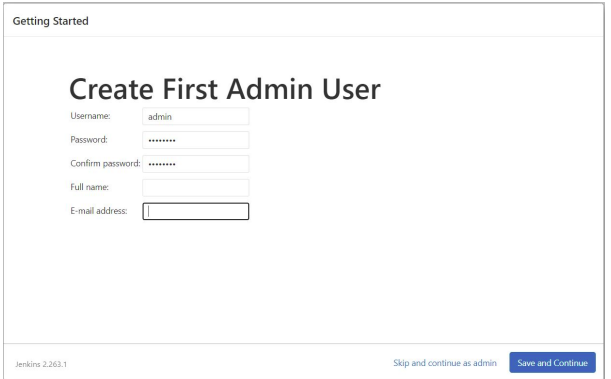 Getting Started
Create First Admin User
Username: admin
Password: ••••••••
Confirm password: ••••••••
Full name:
E-mail address:
Jenkins 2.263.1 Skip and continue as admin Save and Continue